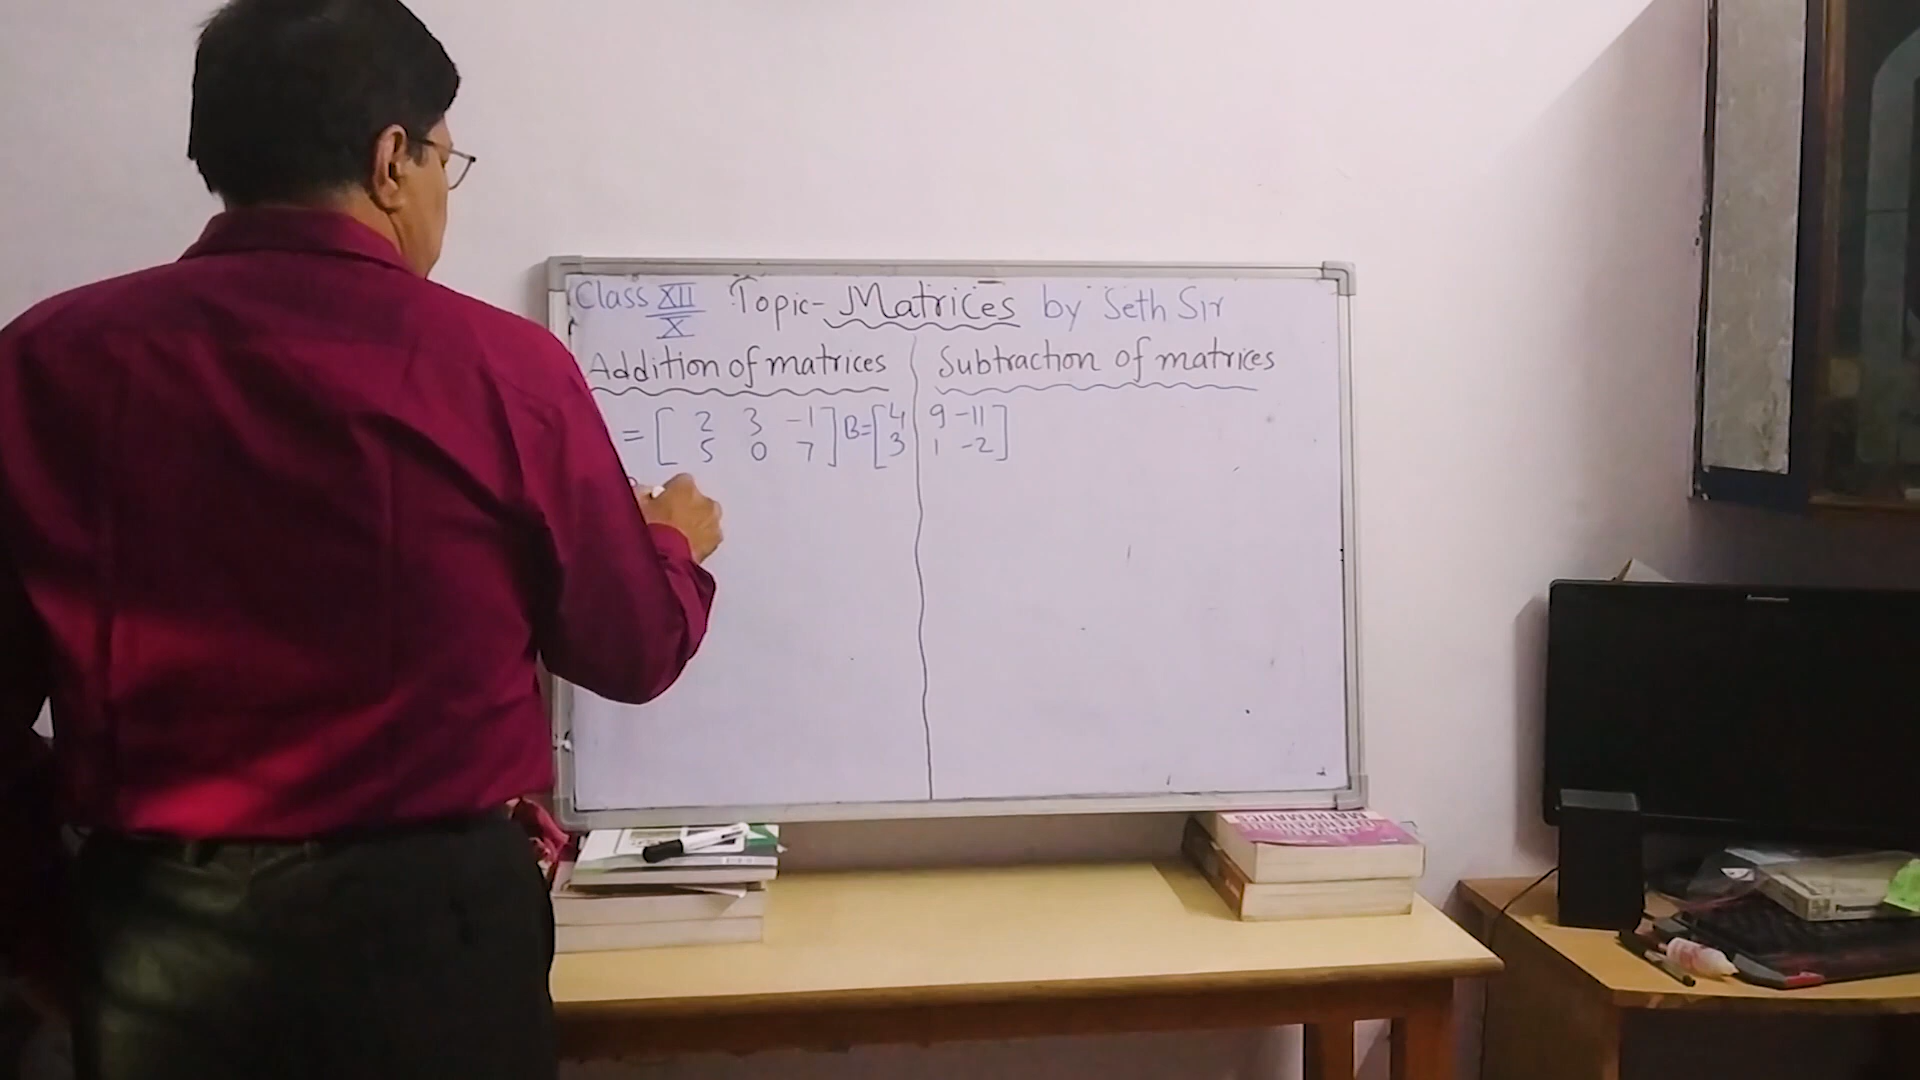 Class XII Topic- Matrices by Seth Sir
X
Addition of matrices
Subtraction of matrices
= [ 2 3 -1 ] B= [ 4 9 -11 ]
5 0 7 3 1 -2
MATHEMATICS